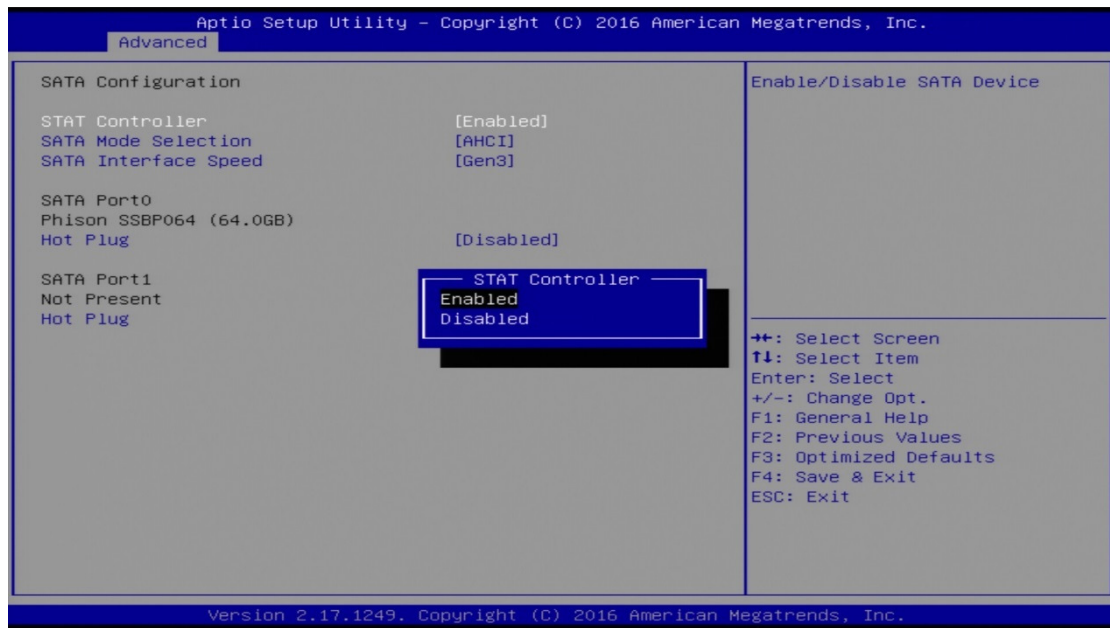 Aptio Setup Utility – Copyright (C) 2016 American Megatrends, Inc.
Advanced
SATA Configuration
STAT Controller [Enabled]
SATA Mode Selection [AHCI]
SATA Interface Speed [Gen3]
SATA Port0
Phison SSBP064 (64.0GB)
Hot Plug [Disabled]
SATA Port1
Not Present
Hot Plug
STAT Controller
Enabled
Disabled
Enable/Disable SATA Device
→←: Select Screen
↑↓: Select Item
Enter: Select
+/-: Change Opt.
F1: General Help
F2: Previous Values
F3: Optimized Defaults
F4: Save & Exit
ESC: Exit
Version 2.17.1249. Copyright (C) 2016 American Megatrends, Inc.